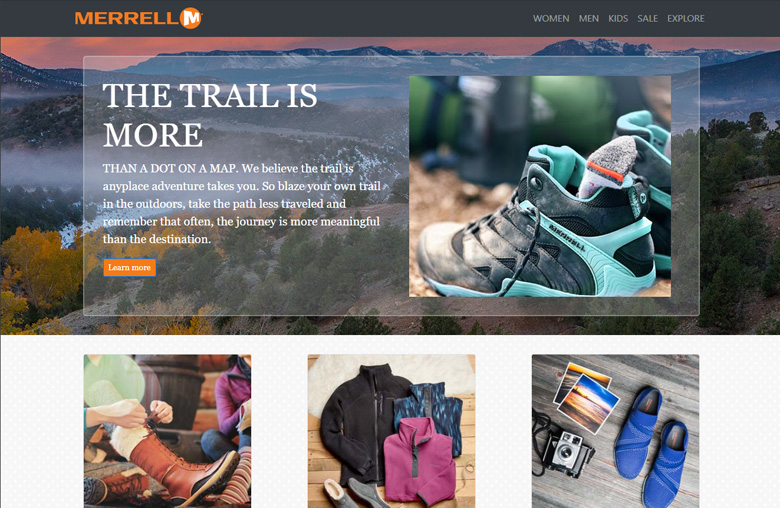 MERRELL M
WOMEN MEN KIDS SALE EXPLORE
THE TRAIL IS
MORE
THAN A DOT ON A MAP. We believe the trail is
anyplace adventure takes you. So blaze your own trail
in the outdoors, take the path less traveled and
remember that often, the journey is more meaningful
than the destination.
Learn more
MERRELL